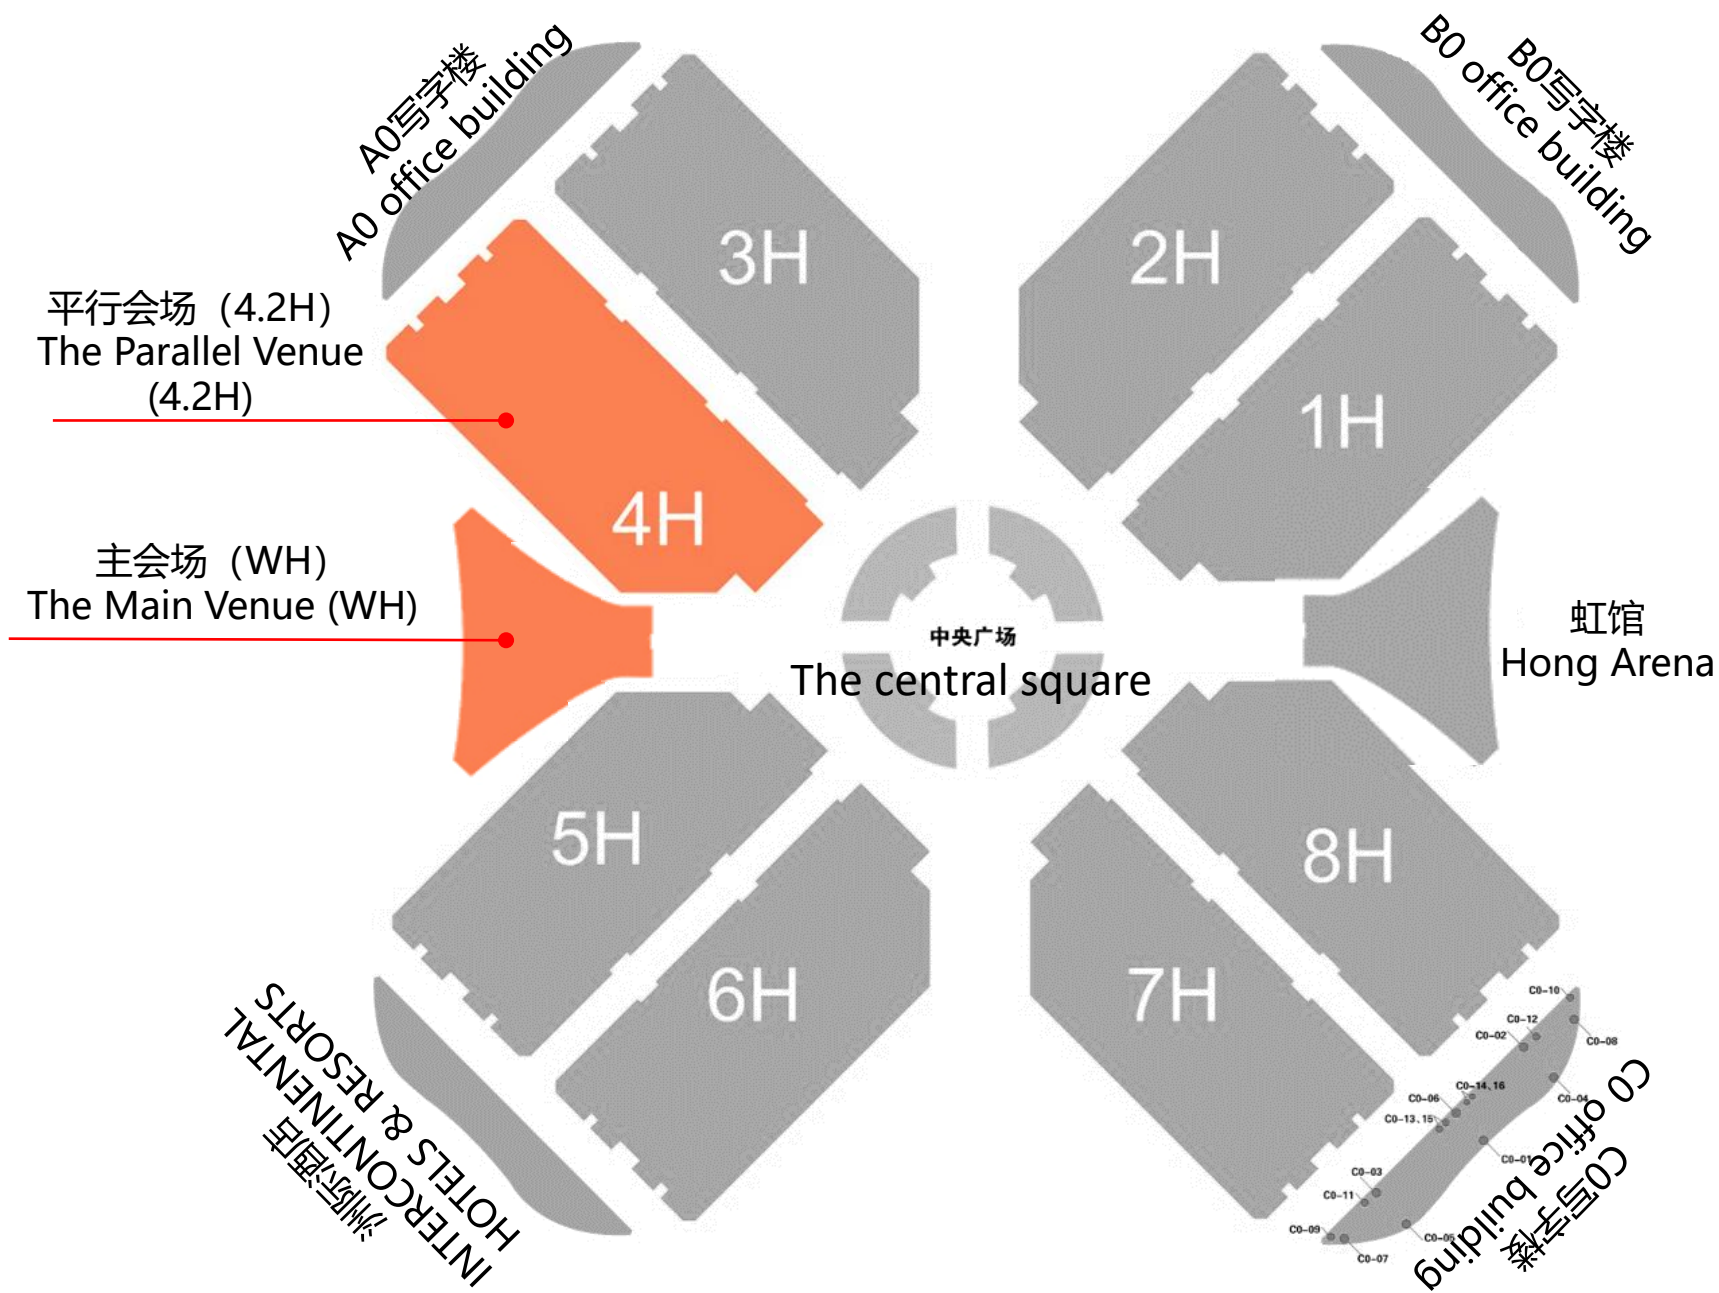 A0写字楼
A0 office building
B0写字楼
B0 office building
3H
2H
平行会场（4.2H）
The Parallel Venue
(4.2H)
1H
4H
主会场（WH）
The Main Venue (WH)
中央广场
The central square
虹馆
Hong Arena
5H
8H
6H
7H
洲际酒店
INTERCONTINENTAL
HOTELS & RESORTS
C0-10
C0-12
C0-02
C0-08
C0-14、16
C0-06
C0-04
C0-13、15
C0-01
C0-03
C0-11
C0-09
C0-05
C0-07
C0 office building
C0写字楼